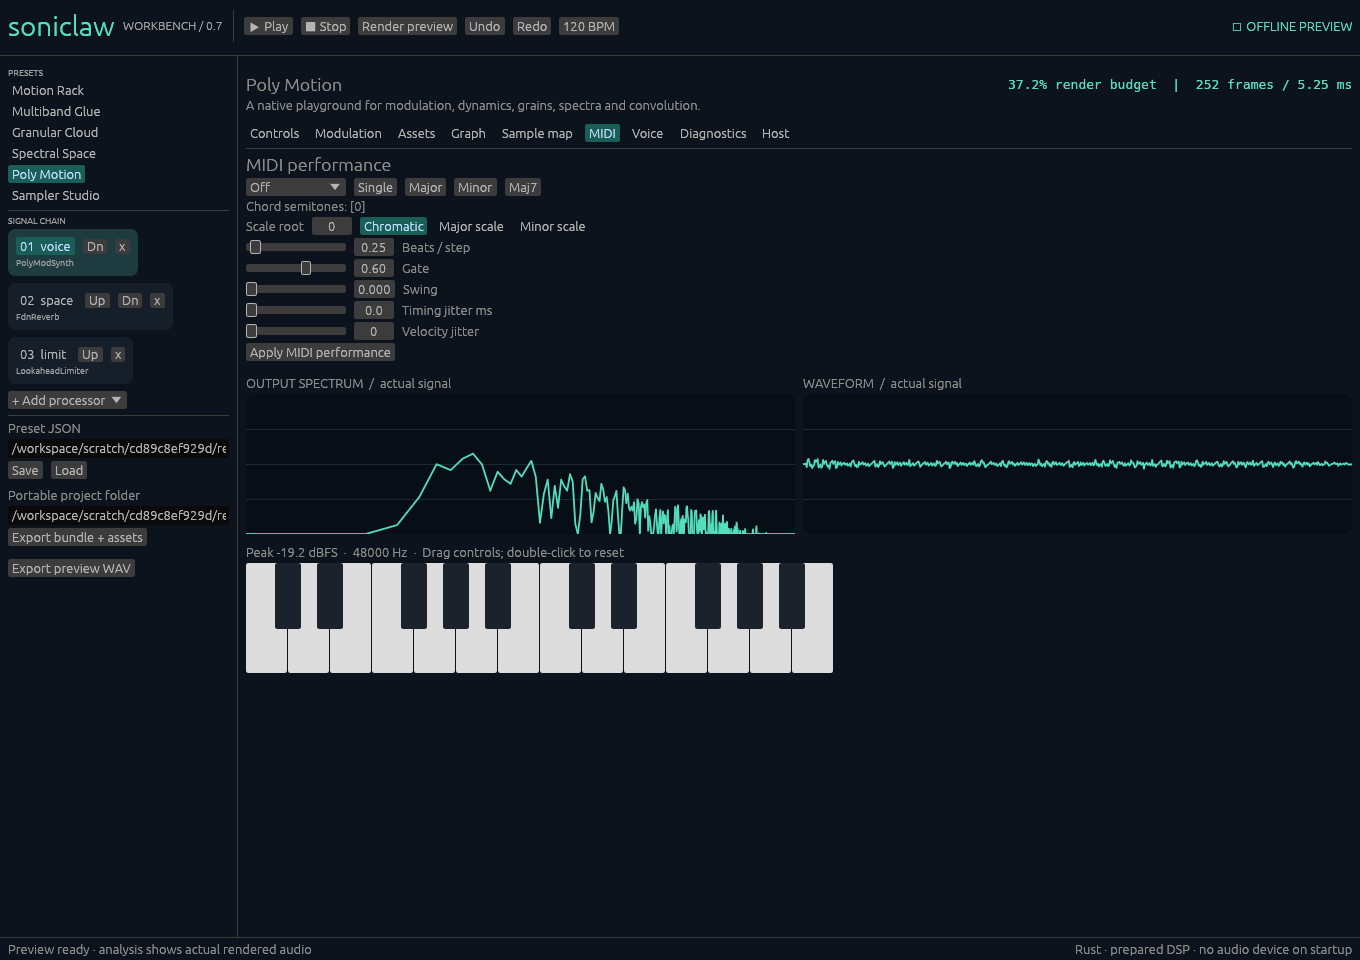 soniclaw WORKBENCH / 0.7 ▶ Play ■ Stop Render preview Undo Redo 120 BPM □ OFFLINE PREVIEW
PRESETS
Motion Rack
Multiband Glue
Granular Cloud
Spectral Space
Poly Motion
Sampler Studio
SIGNAL CHAIN
01 voice Dn x
PolyModSynth
02 space Up Dn x
FdnReverb
03 limit Up x
LookaheadLimiter
+ Add processor ▼
Preset JSON
/workspace/scratch/cd89c8ef929d/re
Save Load
Portable project folder
/workspace/scratch/cd89c8ef929d/re
Export bundle + assets
Export preview WAV
Poly Motion 37.2% render budget | 252 frames / 5.25 ms
A native playground for modulation, dynamics, grains, spectra and convolution.
Controls Modulation Assets Graph Sample map MIDI Voice Diagnostics Host
MIDI performance
Off ▼ Single Major Minor Maj7
Chord semitones: [0]
Scale root 0 Chromatic Major scale Minor scale
0.25 Beats / step
0.60 Gate
0.000 Swing
0.0 Timing jitter ms
0 Velocity jitter
Apply MIDI performance
OUTPUT SPECTRUM / actual signal WAVEFORM / actual signal
Peak -19.2 dBFS · 48000 Hz · Drag controls; double-click to reset
Preview ready · analysis shows actual rendered audio Rust · prepared DSP · no audio device on startup